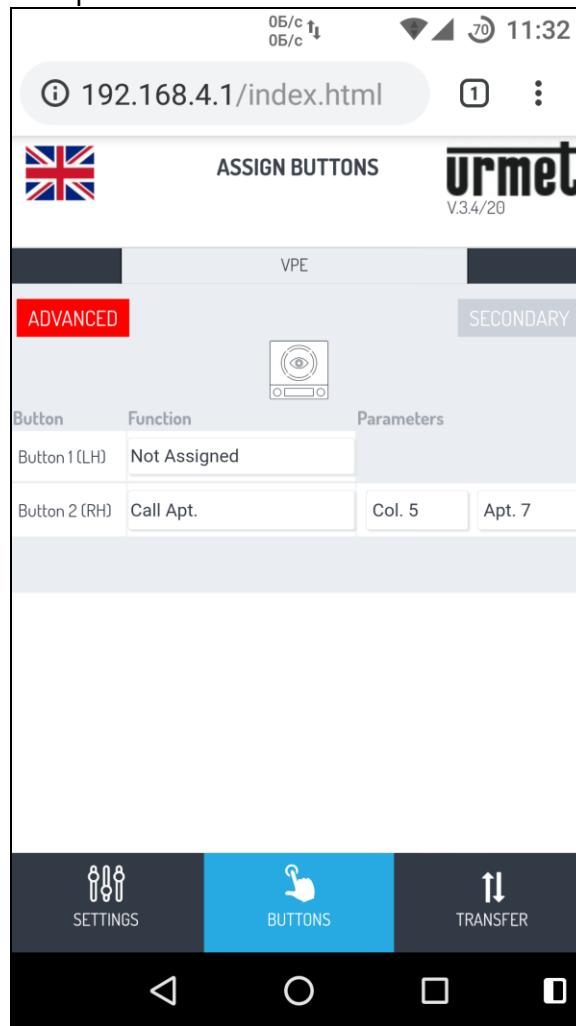 0Б/с
0Б/с
70 11:32
192.168.4.1/index.html 1
ASSIGN BUTTONS
urmet
V.3.4/20
VPE
ADVANCED SECONDARY
Button Function Parameters
Button 1 (LH) Not Assigned
Button 2 (RH) Call Apt. Col. 5 Apt. 7
SETTINGS BUTTONS TRANSFER